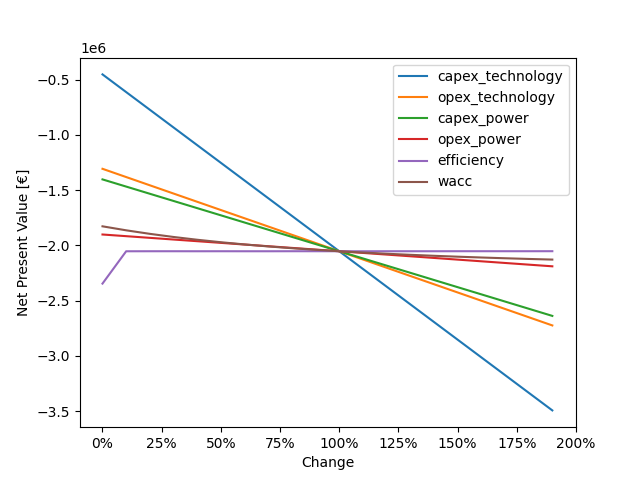 1e6
−0.5
−1.0
−1.5
−2.0
−2.5
−3.0
−3.5
Net Present Value [€]
0%
25%
50%
75%
100%
125%
150%
175%
200%
Change
capex_technology
opex_technology
capex_power
opex_power
efficiency
wacc